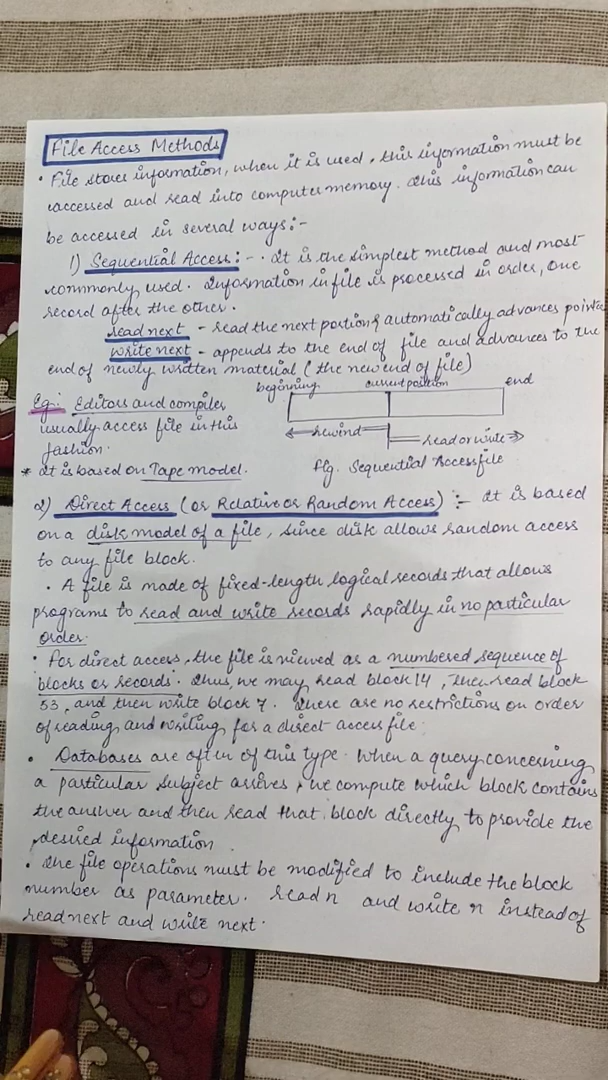 File Access Methods
• File stores information, when it is used, this information must be
accessed and read into computer memory. This information can
be accessed in several ways:-
1) Sequential Access:- • It is the simplest method and most
commonly used. Information in file is processed in order, one
record after the other.
read next - read the next portion & automatically advances pointer
write next - appends to the end of file and advances to the
end of newly written material (the new end of file)
beginning current position end
Eg:- Editors and compiler
usually access file in this
fashion.
rewind
read or write
* It is based on Tape model.
fig. Sequential Access file
2) Direct Access (or Relative or Random Access) :- It is based
on a disk model of a file, since disk allows random access
to any file block.
• A file is made of fixed-length logical records that allows
programs to read and write records rapidly in no particular
order.
• For direct access, the file is viewed as a numbered sequence of
blocks or records. Thus, we may read block 14, then read block
53, and then write block 7. There are no restrictions on order
of reading and writing for a direct access file.
• Databases are often of this type. When a query concerning
a particular subject arrives, we compute which block contains
the answer and then read that block directly to provide the
desired information.
• The file operations must be modified to include the block
number as parameter. read n and write n instead of
read next and write next.